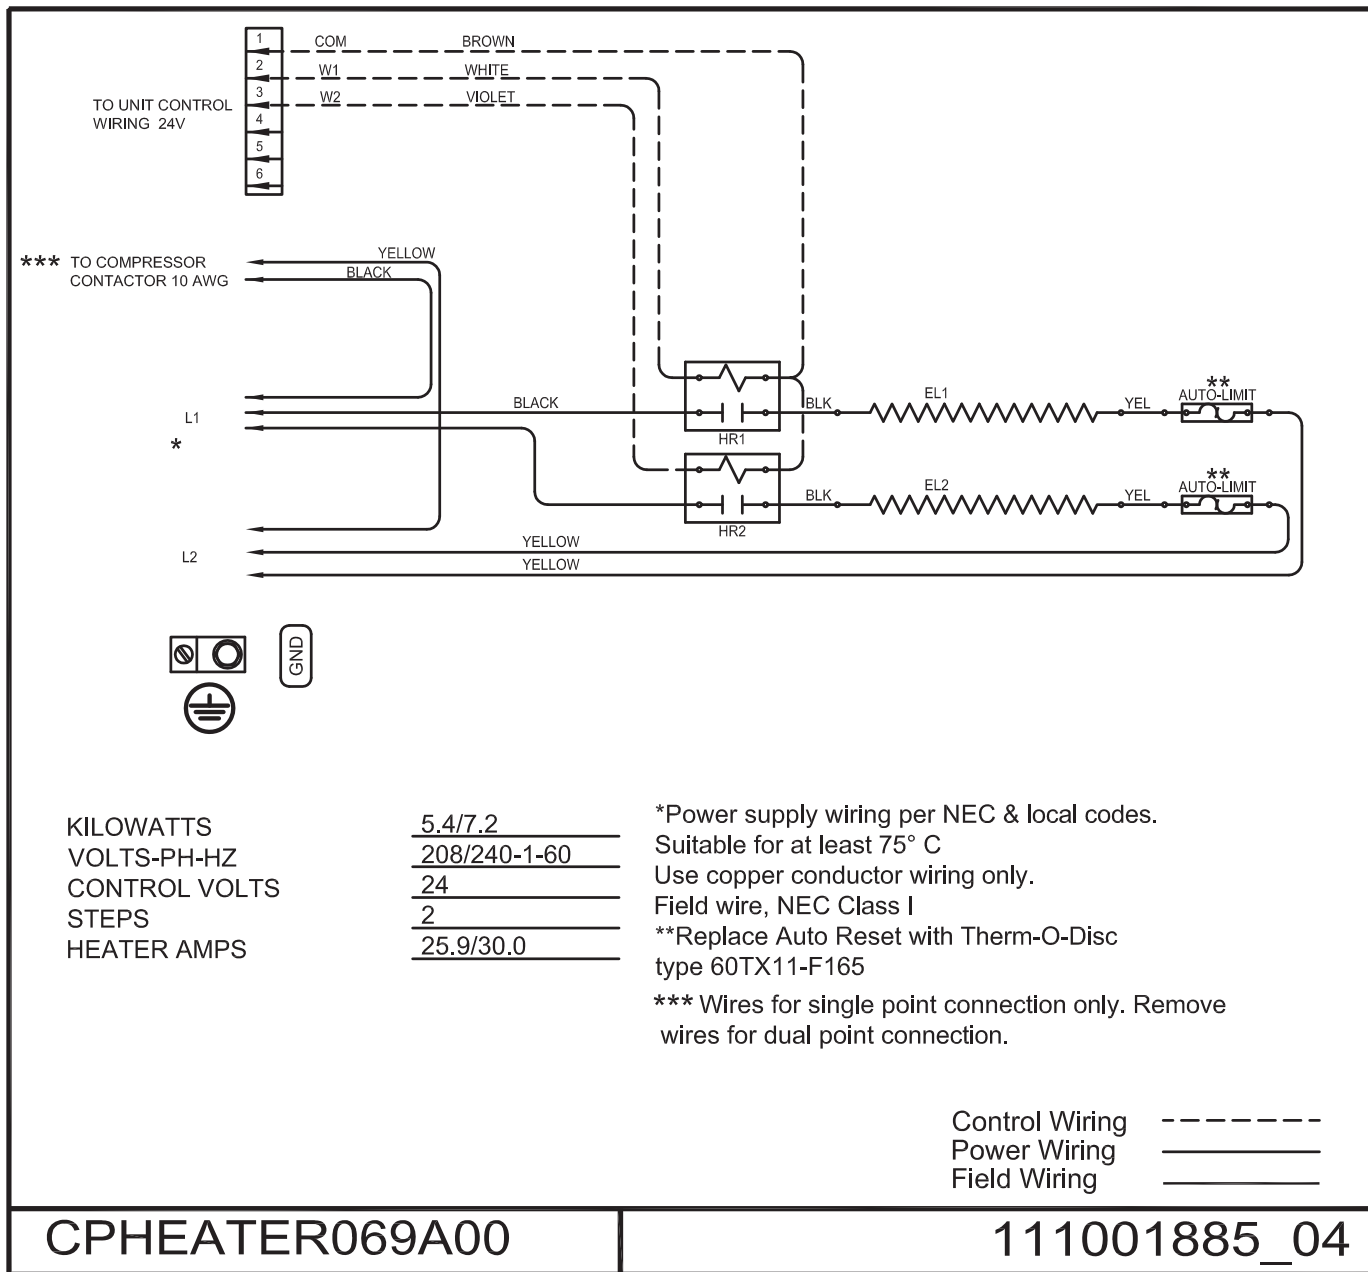 1 COM BROWN
2 W1 WHITE
3 W2 VIOLET
TO UNIT CONTROL
WIRING 24V
4
5
6
YELLOW
*** TO COMPRESSOR
CONTACTOR 10 AWG
BLACK
L1
*
BLACK
HR1
BLK
EL1
YEL
**
AUTO-LIMIT
HR2
BLK
EL2
YEL
**
AUTO-LIMIT
L2
YELLOW
YELLOW
GND
KILOWATTS 5.4/7.2
VOLTS-PH-HZ 208/240-1-60
CONTROL VOLTS 24
STEPS 2
HEATER AMPS 25.9/30.0
*Power supply wiring per NEC & local codes.
Suitable for at least 75° C
Use copper conductor wiring only.
Field wire, NEC Class I
**Replace Auto Reset with Therm-O-Disc
type 60TX11-F165
*** Wires for single point connection only. Remove
wires for dual point connection.
Control Wiring
Power Wiring
Field Wiring
CPHEATER069A00
111001885_04